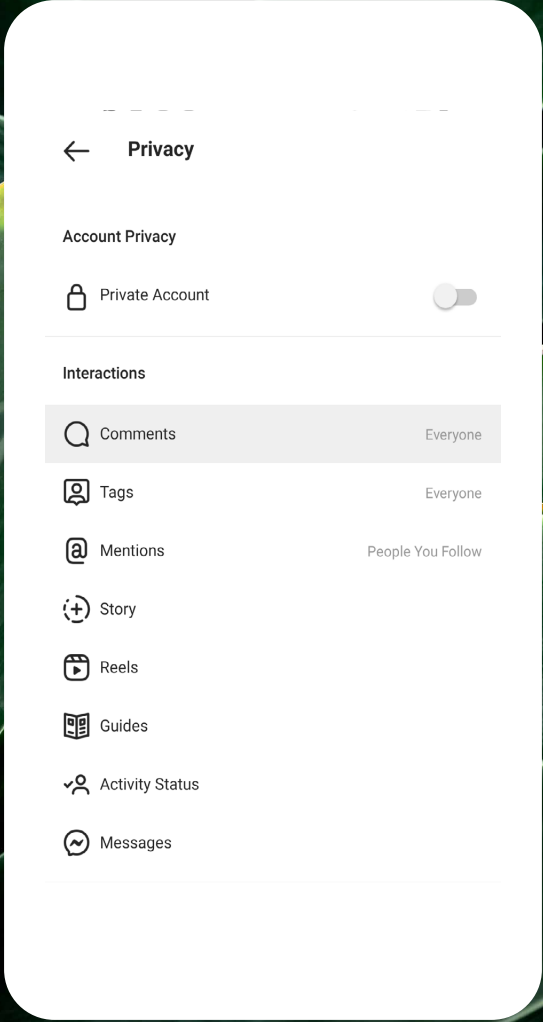 Privacy
Account Privacy
Private Account
Interactions
Comments Everyone
Tags Everyone
Mentions People You Follow
Story
Reels
Guides
Activity Status
Messages